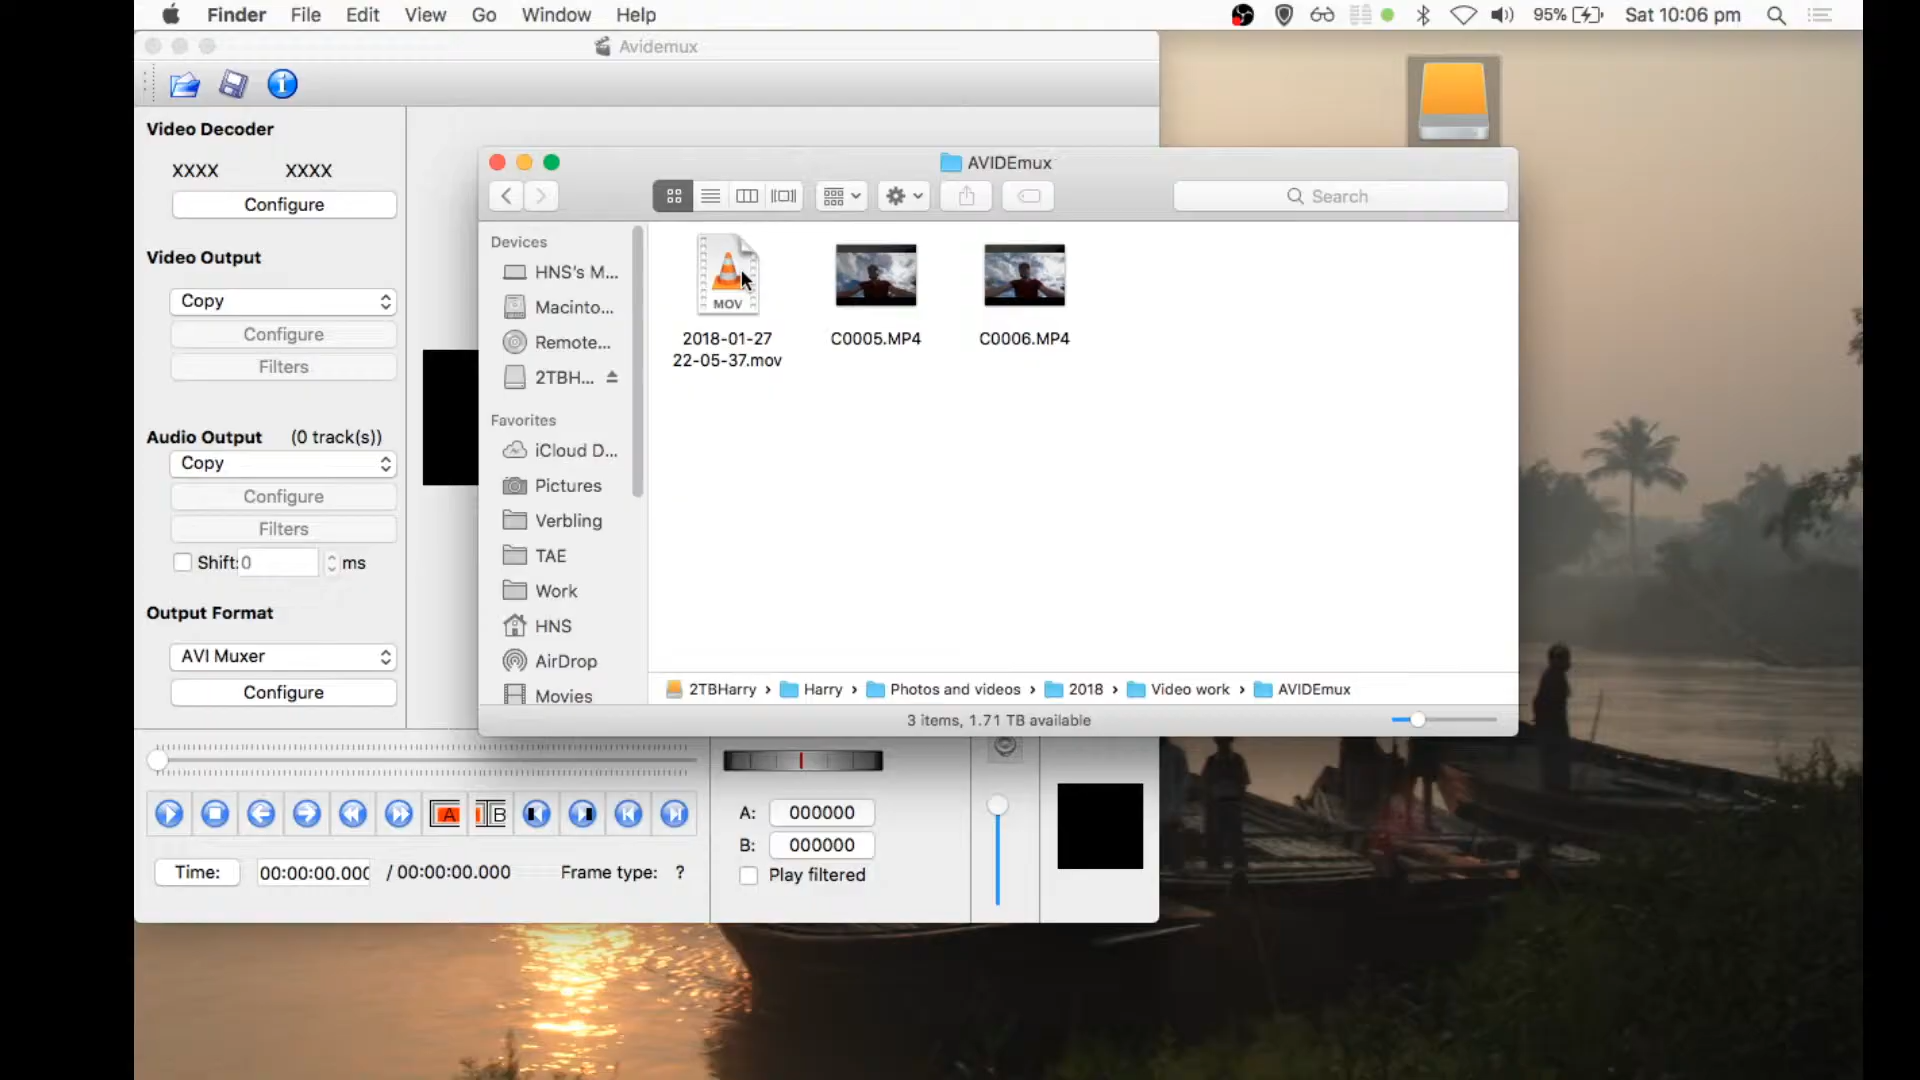 Finder File Edit View Go Window Help 95% Sat 10:06 pm
Avidemux
Video Decoder
XXXX XXXX
Configure
Video Output
Copy
Configure
Filters
Audio Output (0 track(s))
Copy
Configure
Filters
Shift: 0 ms
Output Format
AVI Muxer
Configure
AVIDEmux
Search
Devices
HNS's M...
Macinto...
Remote...
2TBH...
Favorites
iCloud D...
Pictures
Verbling
TAE
Work
HNS
AirDrop
Movies
MOV
2018-01-27
22-05-37.mov
C0005.MP4
C0006.MP4
2TBHarry › Harry › Photos and videos › 2018 › Video work › AVIDEmux
3 items, 1.71 TB available
A B
A: 000000
B: 000000
Play filtered
Time: 00:00:00.000 / 00:00:00.000 Frame type: ?